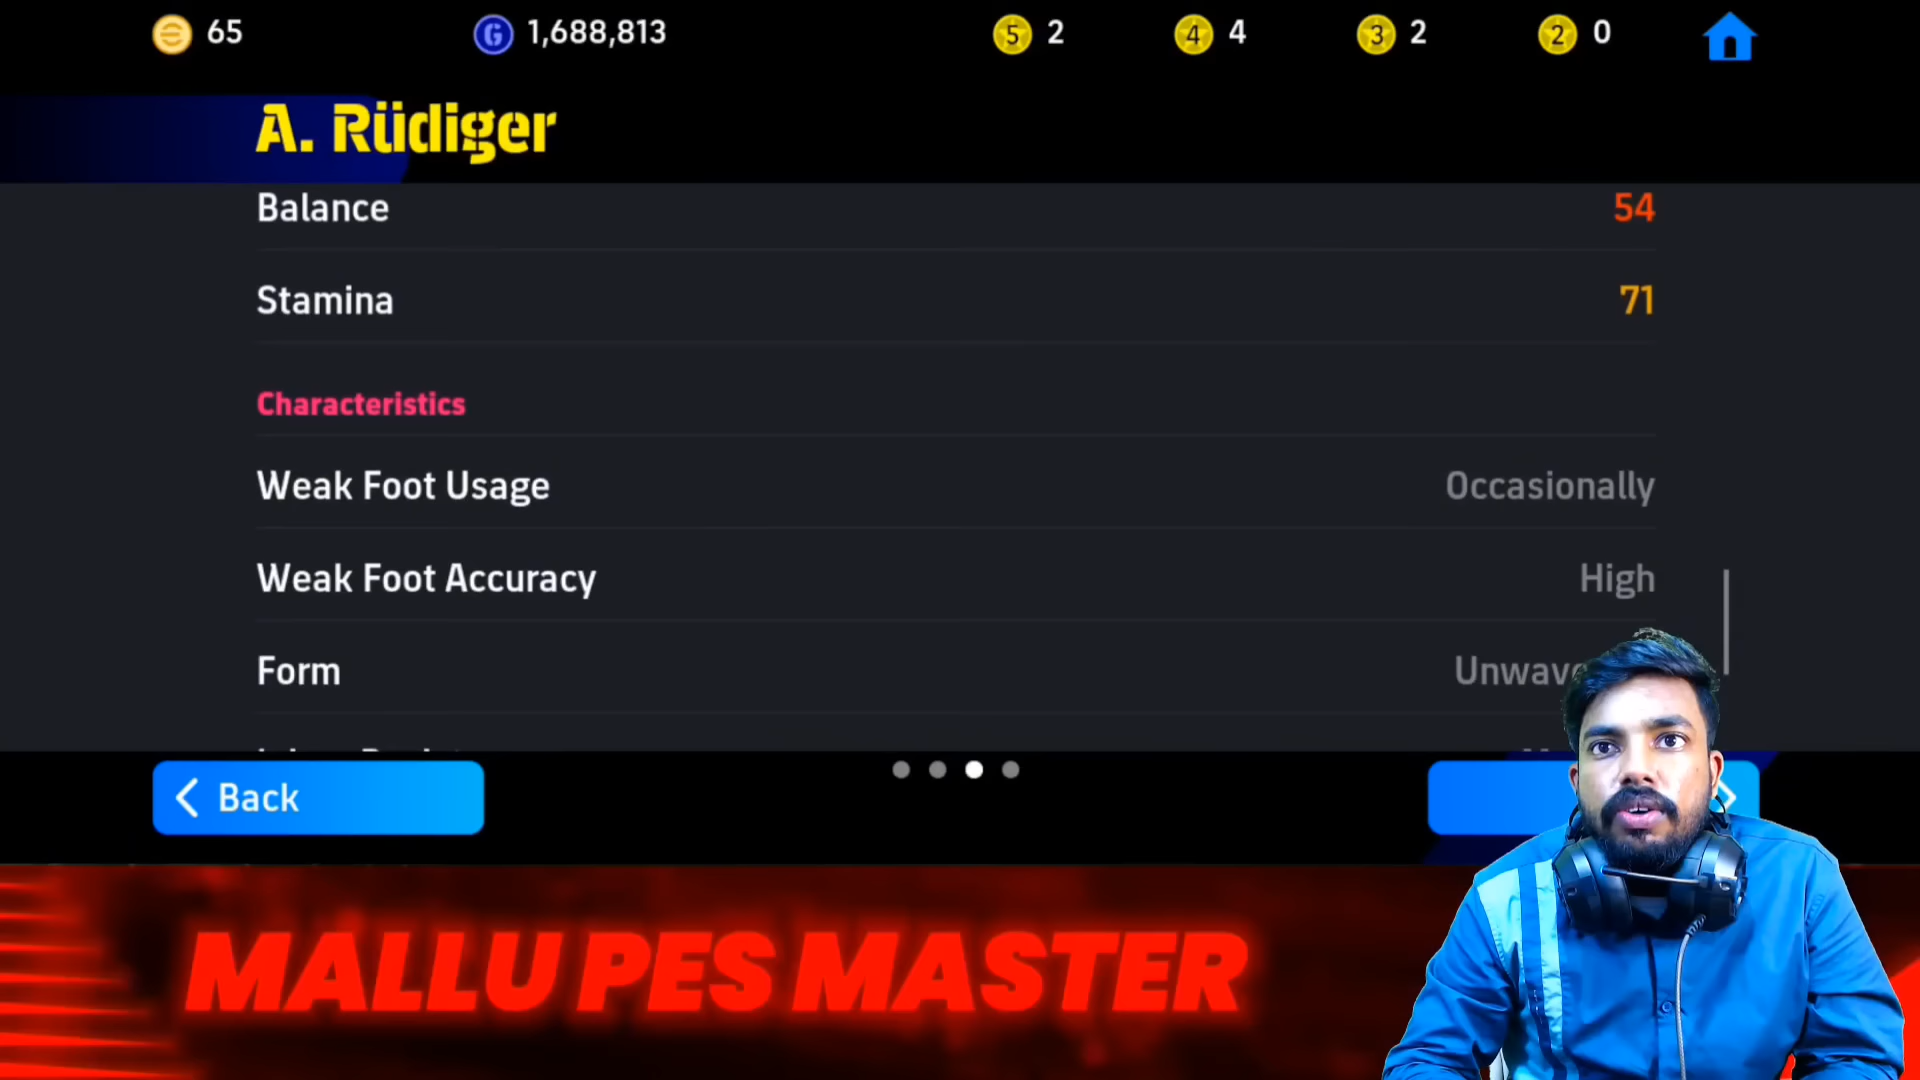 65 G 1,688,813 5 2 4 4 3 2 2 0
A. Rüdiger
Balance 54
Stamina 71
Characteristics
Weak Foot Usage Occasionally
Weak Foot Accuracy High
Form
Back
MALLU PES MASTER